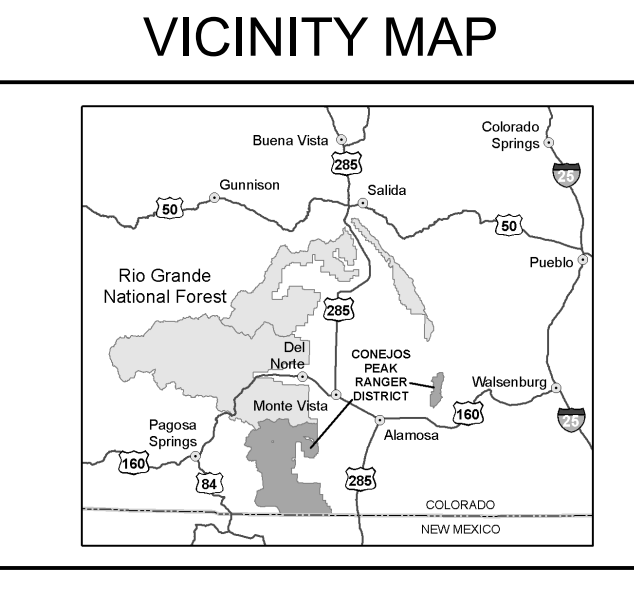 VICINITY MAP
Colorado
Springs
Buena Vista
285
25
Gunnison
Salida
50
50
Pueblo
Rio Grande
National Forest
285
Del
Norte
CONEJOS
PEAK
RANGER
DISTRICT
Walsenburg
Monte Vista
160
25
Pagosa
Springs
Alamosa
160
84
285
COLORADO
NEW MEXICO